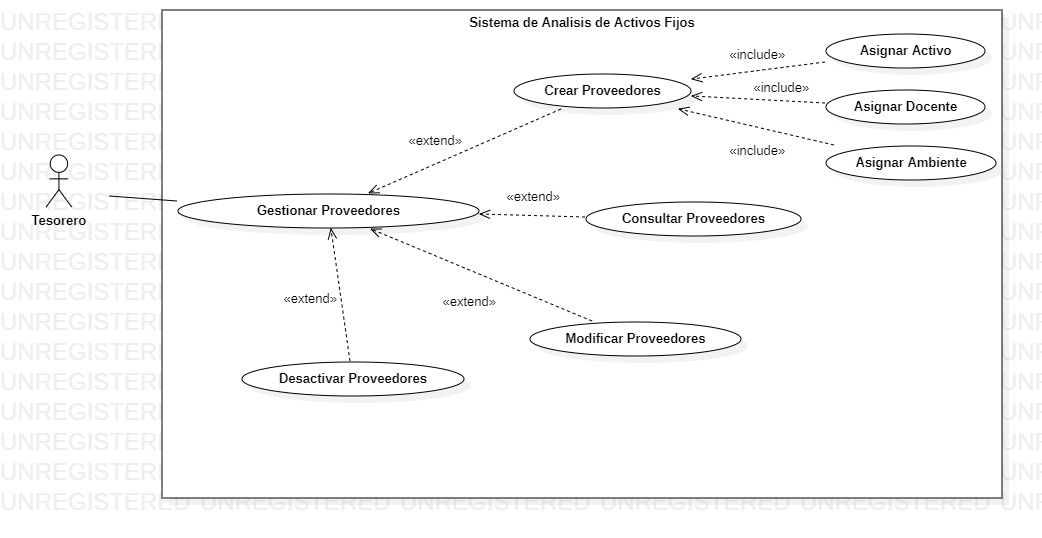 Sistema de Analisis de Activos Fijos
Asignar Activo
«include»
Crear Proveedores
«include»
Asignar Docente
«extend»
«include»
Asignar Ambiente
Tesorero
Gestionar Proveedores
«extend»
Consultar Proveedores
«extend»
«extend»
Modificar Proveedores
Desactivar Proveedores
UNREGISTERED UNREGISTERED UNREGISTERED UNREGISTERED UNREGISTERED UNR